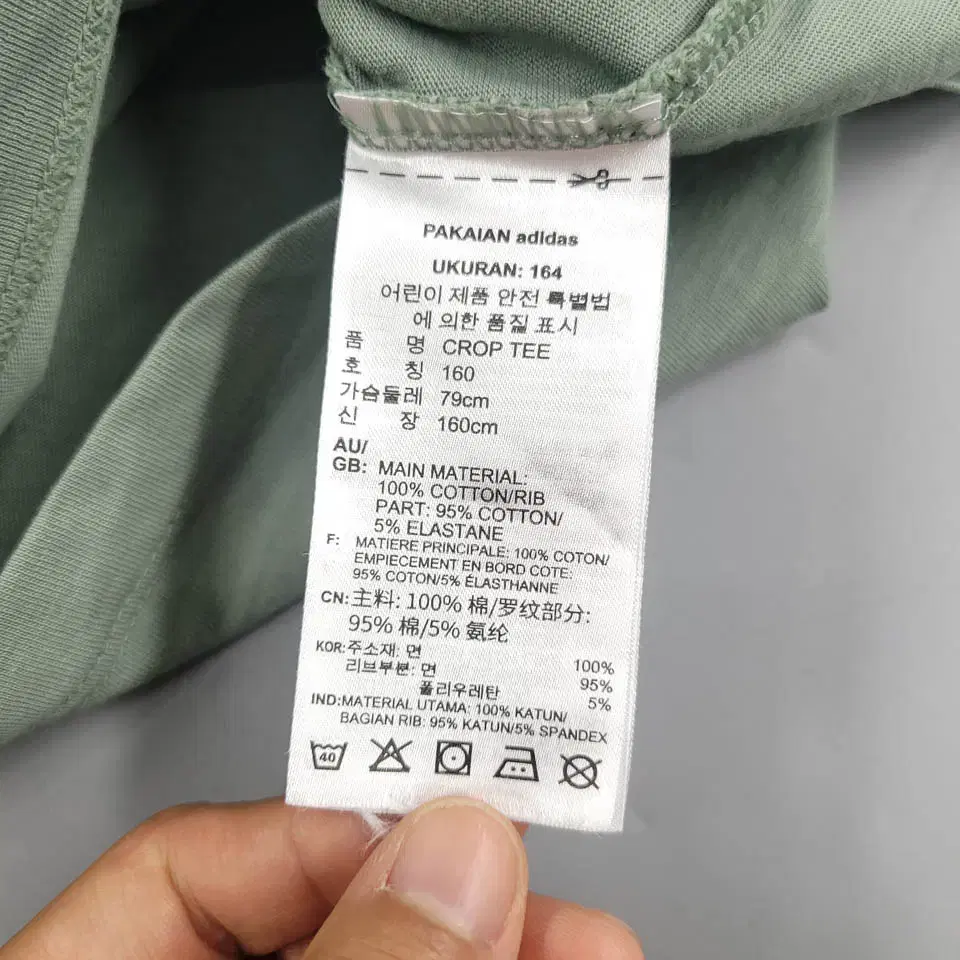 PAKAIAN adidas
UKURAN: 164
어린이 제품 안전 특별법
에 의한 품질 표시
품 명 CROP TEE
호 칭 160
가슴둘레 79cm
신 장 160cm
AU/
GB: MAIN MATERIAL:
100% COTTON/RIB
PART: 95% COTTON/
5% ELASTANE
F: MATIERE PRINCIPALE: 100% COTON/
EMPIECEMENT EN BORD COTE:
95% COTON/5% ÉLASTHANNE
CN:主料: 100% 棉/罗纹部分:
95% 棉/5% 氨纶
KOR:주소재: 면 100%
리브부분: 면 95%
폴리우레탄 5%
IND:MATERIAL UTAMA: 100% KATUN/
BAGIAN RIB: 95% KATUN/5% SPANDEX
40